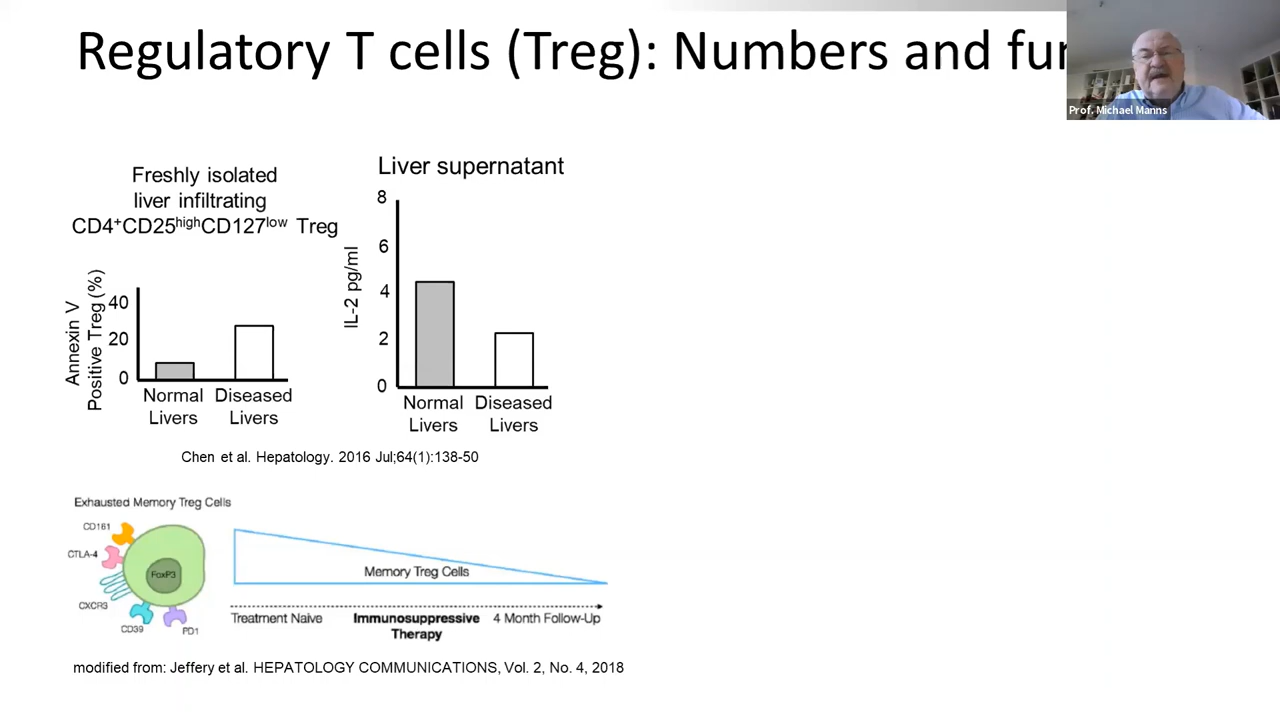 Regulatory T cells (Treg): Numbers and fun
Prof. Michael Manns
Freshly isolated
liver infiltrating
CD4⁺CD25ʰⁱᵍʰCD127ˡᵒʷ Treg
Annexin V
Positive Treg (%)
40
20
0
Normal
Livers
Diseased
Livers
Liver supernatant
IL-2 pg/ml
8
6
4
2
0
Normal
Livers
Diseased
Livers
Chen et al. Hepatology. 2016 Jul;64(1):138-50
Exhausted Memory Treg Cells
CD161
CTLA-4
FoxP3
CXCR3
CD39
PD1
Memory Treg Cells
Treatment Naive
Immunosuppressive
Therapy
4 Month Follow-Up
modified from: Jeffery et al. HEPATOLOGY COMMUNICATIONS, Vol. 2, No. 4, 2018